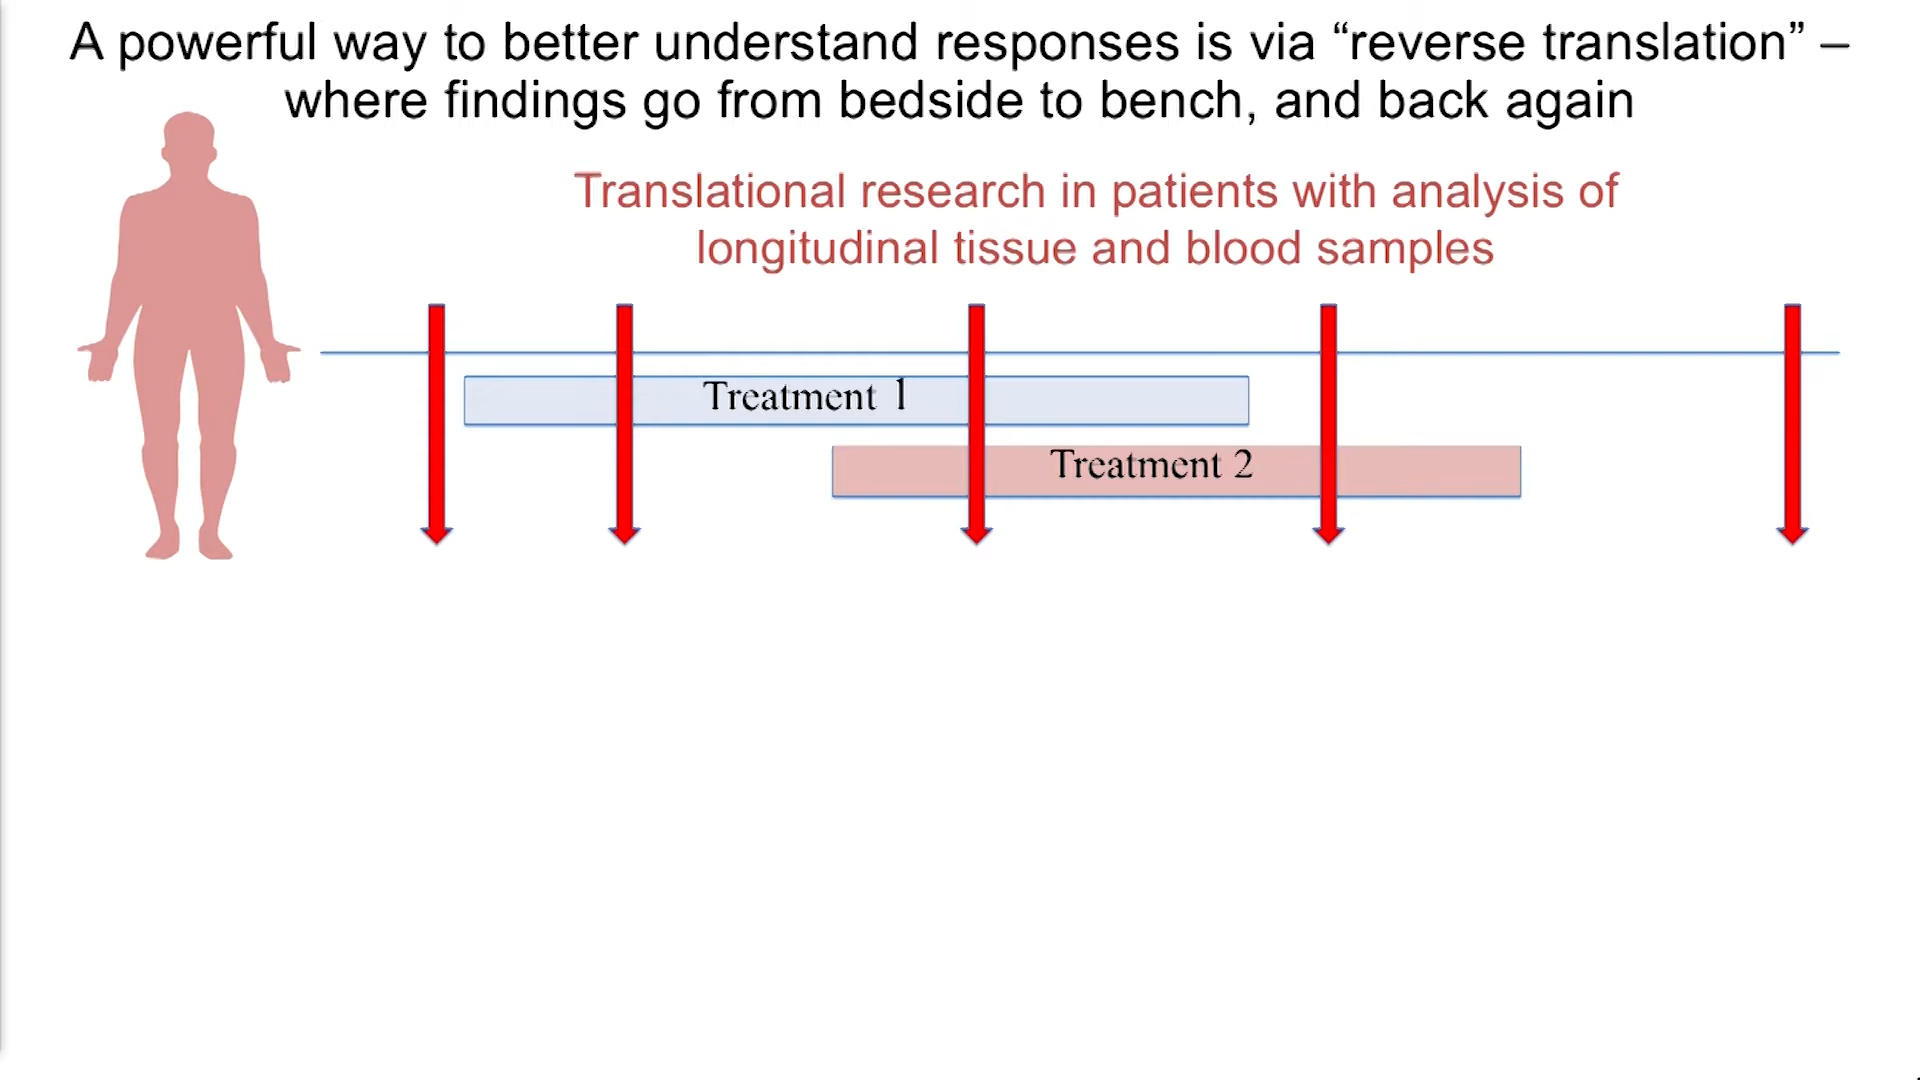 A powerful way to better understand responses is via “reverse translation” –
where findings go from bedside to bench, and back again
Translational research in patients with analysis of
longitudinal tissue and blood samples
Treatment 1
Treatment 2